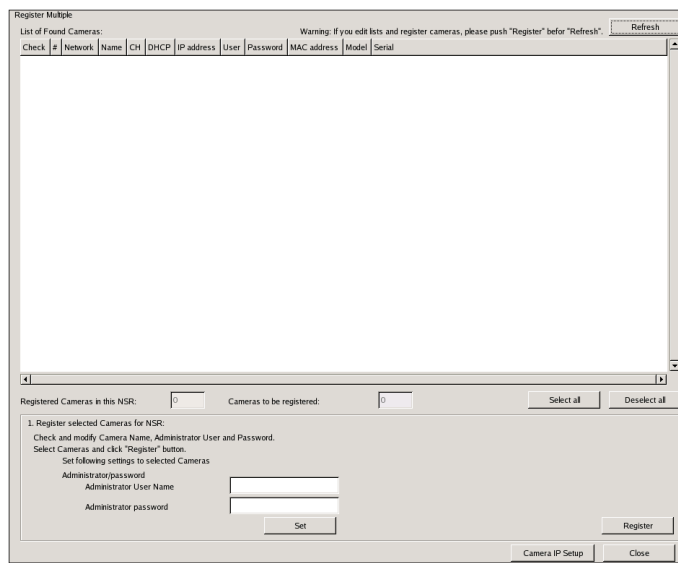 Register Multiple
List of Found Cameras: Warning: If you edit lists and register cameras, please push "Register" befor "Refresh". Refresh
Check # Network Name CH DHCP IP address User Password MAC address Model Serial
Registered Cameras in this NSR: 0 Cameras to be registered: 0 Select all Deselect all
1. Register selected Cameras for NSR:
Check and modify Camera Name, Administrator User and Password.
Select Cameras and click "Register" button.
Set following settings to selected Cameras
Administrator/password
Administrator User Name
Administrator password
Set Register
Camera IP Setup Close